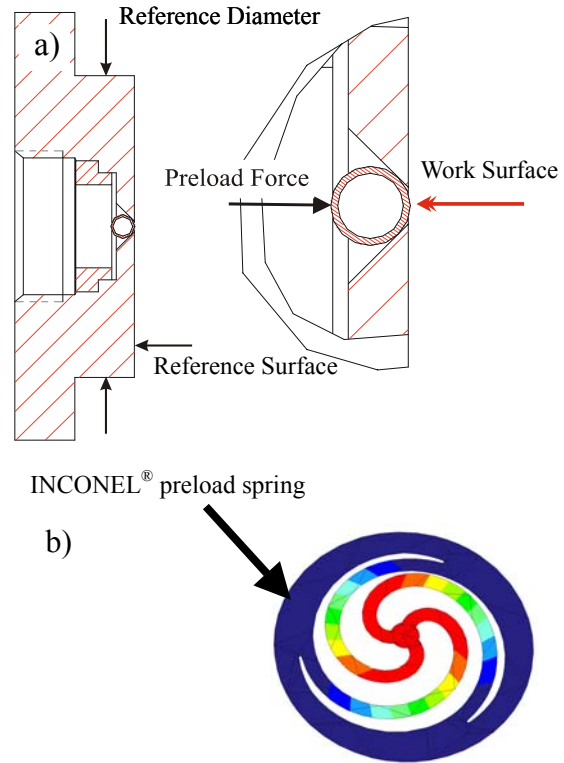 Reference Diameter
a)
Preload Force
Work Surface
Reference Surface
INCONEL® preload spring
b)